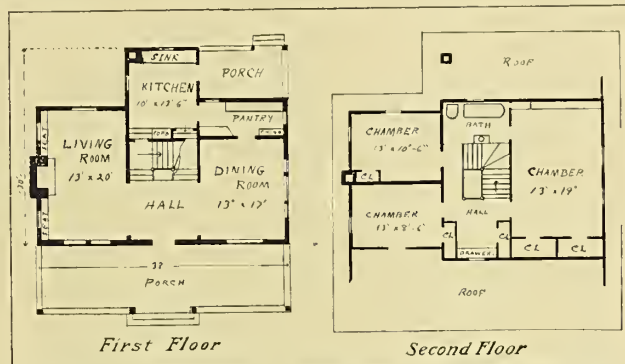 SINK
PORCH
KITCHEN
10' x 12' 6"
PANTRY
SEAT
LIVING
ROOM
13' x 20'
DINING
ROOM
13" x 17'
HALL
SEAT
32
PORCH
First Floor
ROOF
BATH
CHAMBER
13' x 10'-6"
CL
CHAMBER
13' x 19"
CHAMBER
13' x 8'-6"
HALL
CL
CL
DRAWER
CL
CL
ROOF
Second Floor